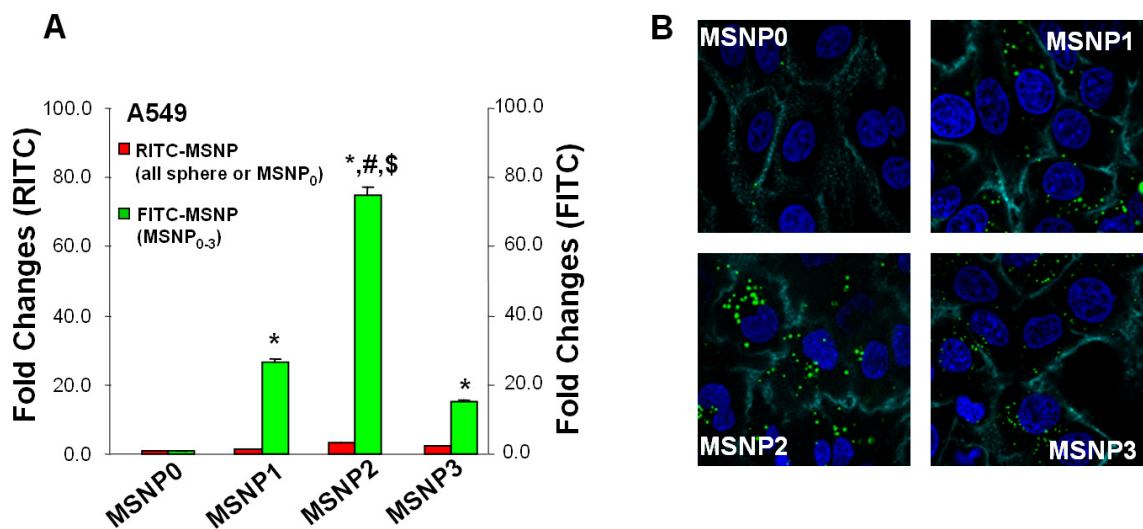 A
Fold Changes (RITC)
100.0
80.0
60.0
40.0
20.0
0.0
A549
RITC-MSNP
(all sphere or MSNP0)
FITC-MSNP
(MSNP0-3)
*
*,#,$
*
MSNP0
MSNP1
MSNP2
MSNP3
100.0
80.0
60.0
40.0
20.0
0.0
Fold Changes (FITC)
B
MSNP0
MSNP1
MSNP2
MSNP3